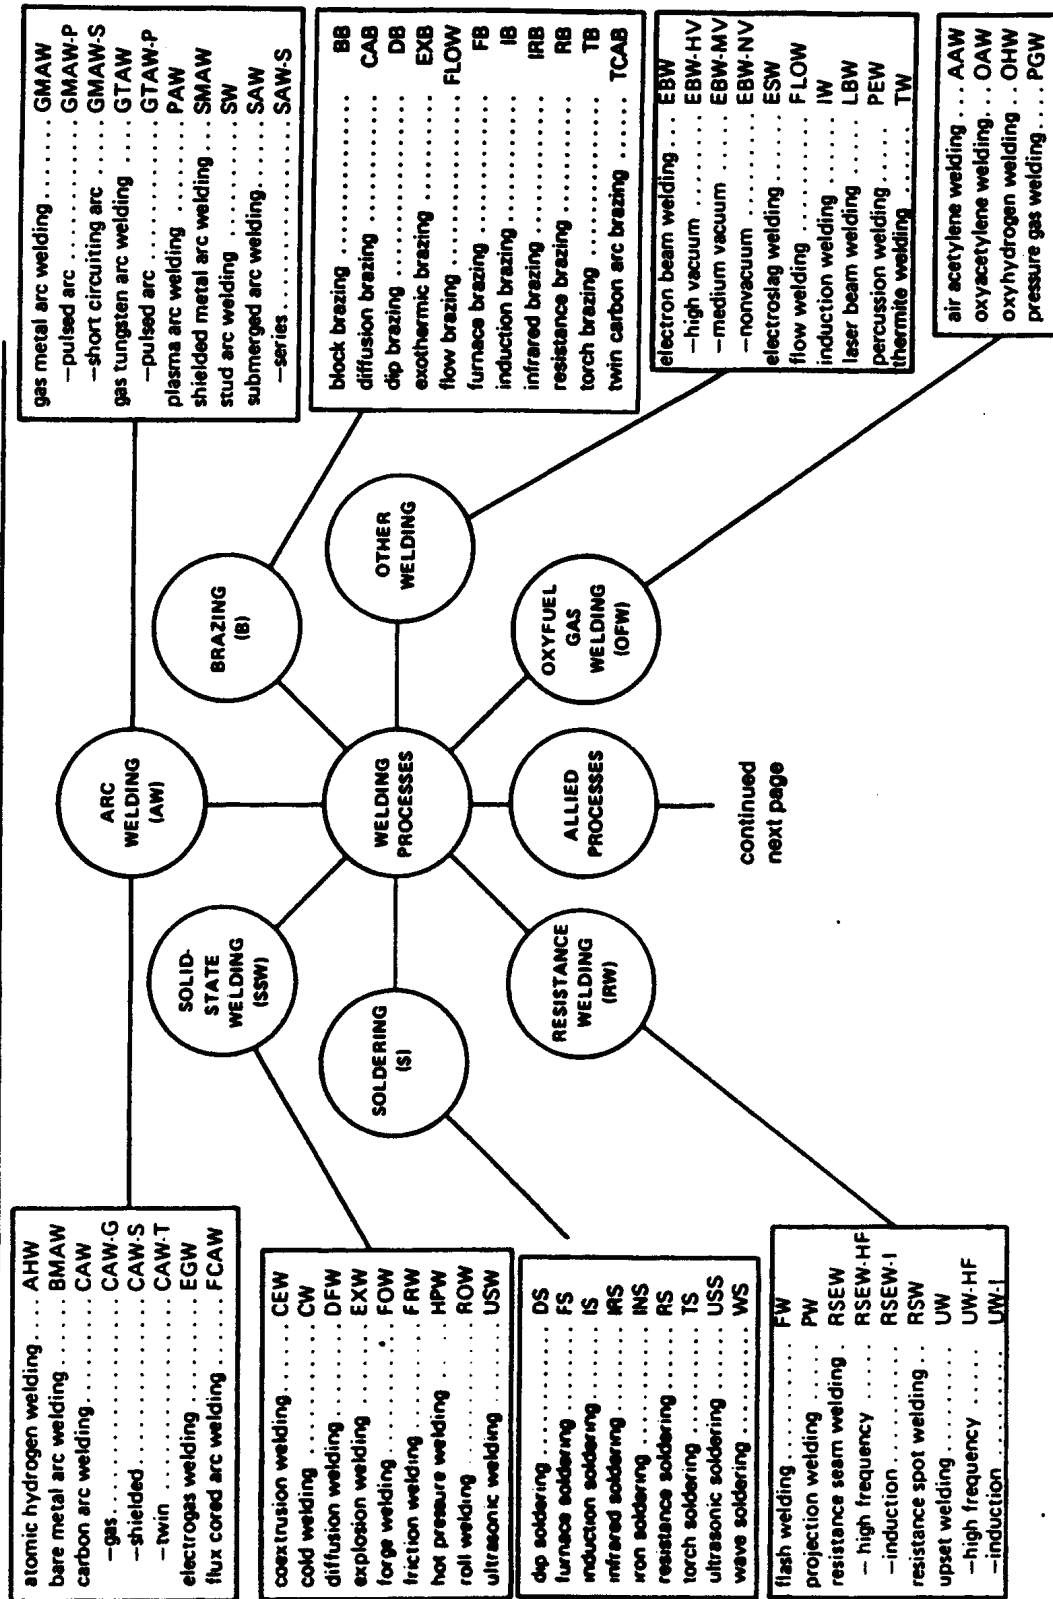 atomic hydrogen welding.... AHW
bare metal arc welding ..... BMAW
carbon arc welding......... CAW
—gas.................. CAW-G
—shielded............... CAW-S
—twin ................. CAW-T
electrogas welding......... EGW
flux cored arc welding..... FCAW
coextrusion welding....... CEW
cold welding ............ CW
diffusion welding......... DFW
explosion welding........ EXW
forge welding............ FOW
friction welding.......... FRW
hot pressure welding ..... HPW
roll welding ............. ROW
ultrasonic welding........ USW
dip soldering ............ DS
furnace soldering......... FS
induction soldering....... IS
infrared soldering ....... IRS
iron soldering........... INS
resistance soldering...... RS
torch soldering.......... TS
ultrasonic soldering ...... USS
wave soldering........... WS
flash welding............. FW
projection welding........ PW
resistance seam welding . RSEW
— high frequency ...... RSEW-HF
—induction........... RSEW-I
resistance spot welding ... RSW
upset welding........... UW
—high frequency ....... UW-HF
—induction............ UW-I
ARC
WELDING
(AW)
SOLID-
STATE
WELDING
(SSW)
BRAZING
(B)
SOLDERING
(S)
WELDING
PROCESSES
OTHER
WELDING
RESISTANCE
WELDING
(RW)
ALLIED
PROCESSES
OXYFUEL
GAS
WELDING
(OFW)
continued
next page
gas metal arc welding ...... GMAW
—pulsed arc ............ GMAW-P
—short circuiting arc .... GMAW-S
gas tungsten arc welding .... GTAW
—pulsed arc ............ GTAW-P
plasma arc welding ........ PAW
shielded metal arc welding... SMAW
stud arc welding .......... SW
submerged arc welding..... SAW
—series ............... SAW-S
block brazing ............. BB
diffusion brazing.......... CAB
dip brazing .............. DB
exothermic brazing........ EXB
flow brazing.............. FLOW
furnace brazing ........... FB
induction brazing......... IB
infrared brazing .......... IRB
resistance brazing......... RB
torch brazing ............ TB
twin carbon arc brazing ..... TCAB
electron beam welding.... EBW
—high vacuum ........ EBW-HV
—medium vacuum ..... EBW-MV
—nonvacuum ......... EBW-NV
electroslag welding....... ESW
flow welding............ FLOW
induction welding........ IW
laser beam welding....... LBW
percussion welding....... PEW
thermite welding ........ TW
air acetylene welding .... AAW
oxyacetylene welding.... OAW
oxyhydrogen welding ... OHW
pressure gas welding..... PGW